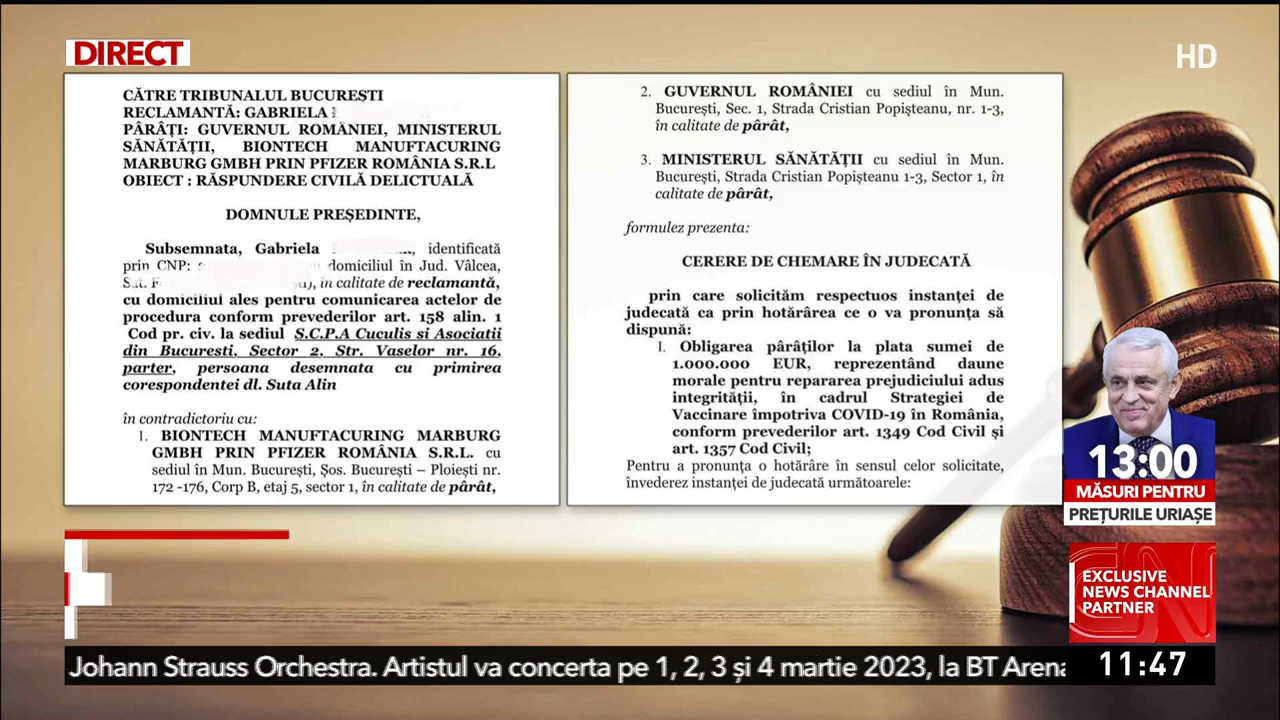 DIRECT
HD
CĂTRE TRIBUNALUL BUCUREȘTI
RECLAMANTĂ: GABRIELA
PÂRÂȚI: GUVERNUL ROMÂNIEI, MINISTERUL
SĂNĂTĂȚII, BIONTECH MANUFTACURING
MARBURG GMBH PRIN PFIZER ROMÂNIA S.R.L
OBIECT : RĂSPUNDERE CIVILĂ DELICTUALĂ
DOMNULE PREȘEDINTE,
Subsemnata, Gabriela identificată
prin CNP: domiciliul în Jud. Vâlcea,
în calitate de reclamantă,
cu domiciliul ales pentru comunicarea actelor de
procedura conform prevederilor art. 158 alin. 1
Cod pr. civ. la sediul S.C.P.A Cuculis si Asociatii
din Bucuresti, Sector 2, Str. Vaselor nr. 16,
parter, persoana desemnata cu primirea
corespondentei dl. Suta Alin
în contradictoriu cu:
1. BIONTECH MANUFTACURING MARBURG
GMBH PRIN PFIZER ROMÂNIA S.R.L. cu
sediul în Mun. București, Șos. București – Ploiești nr.
172 -176, Corp B, etaj 5, sector 1, în calitate de pârât,
2. GUVERNUL ROMÂNIEI cu sediul în Mun.
București, Sec. 1, Strada Cristian Popișteanu, nr. 1-3,
în calitate de pârât,
3. MINISTERUL SĂNĂTĂȚII cu sediul în Mun.
București, Strada Cristian Popișteanu 1-3, Sector 1, în
calitate de pârât,
formulez prezenta:
CERERE DE CHEMARE ÎN JUDECATĂ
prin care solicităm respectuos instanței de
judecată ca prin hotărârea ce o va pronunța să
dispună:
I. Obligarea pârâților la plata sumei de
1.000.000 EUR, reprezentând daune
morale pentru repararea prejudiciului adus
integrității, în cadrul Strategiei de
Vaccinare împotriva COVID-19 în România,
conform prevederilor art. 1349 Cod Civil și
art. 1357 Cod Civil;
Pentru a pronunța o hotărâre în sensul celor solicitate,
învederez instanței de judecată următoarele:
13:00
MĂSURI PENTRU
PREȚURILE URIAȘE
EXCLUSIVE
NEWS CHANNEL
PARTNER
Johann Strauss Orchestra. Artistul va concerta pe 1, 2, 3 și 4 martie 2023, la BT Arena
11:47